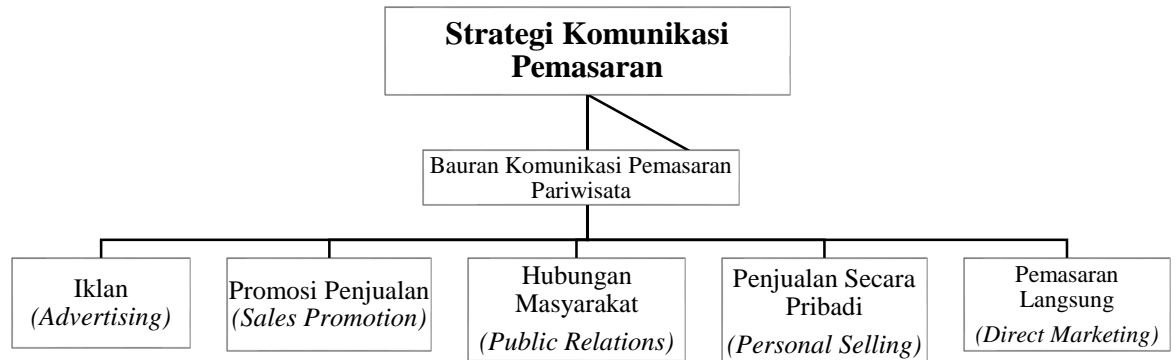 Strategi Komunikasi
Pemasaran
Bauran Komunikasi Pemasaran
Pariwisata
Iklan
(Advertising)
Promosi Penjualan
(Sales Promotion)
Hubungan
Masyarakat
(Public Relations)
Penjualan Secara
Pribadi
(Personal Selling)
Pemasaran
Langsung
(Direct Marketing)